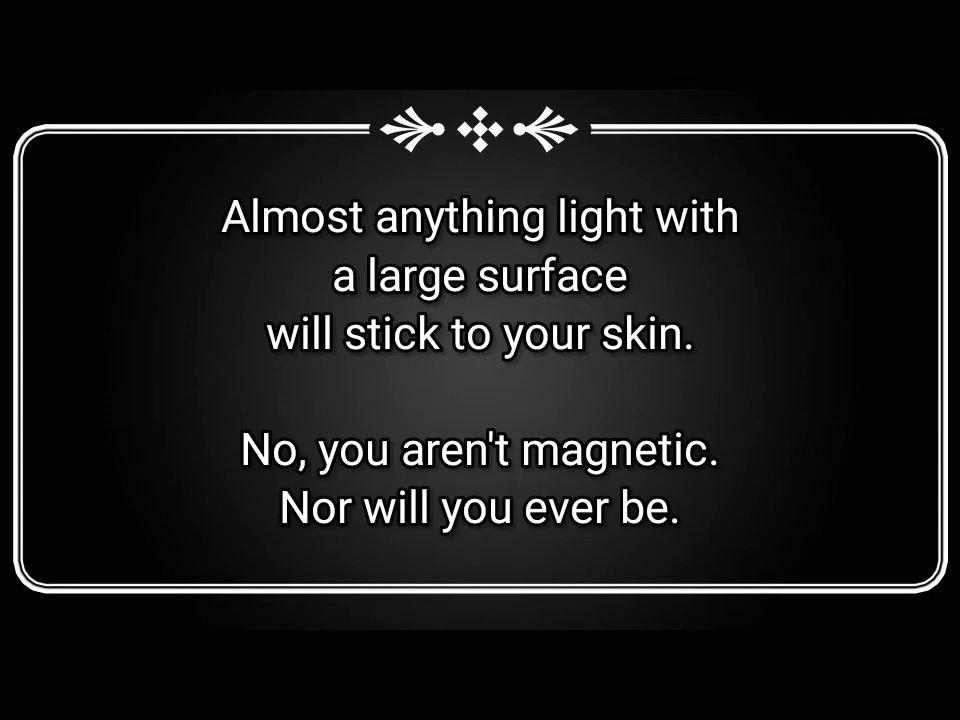 Almost anything light with
a large surface
will stick to your skin.
No, you aren't magnetic.
Nor will you ever be.